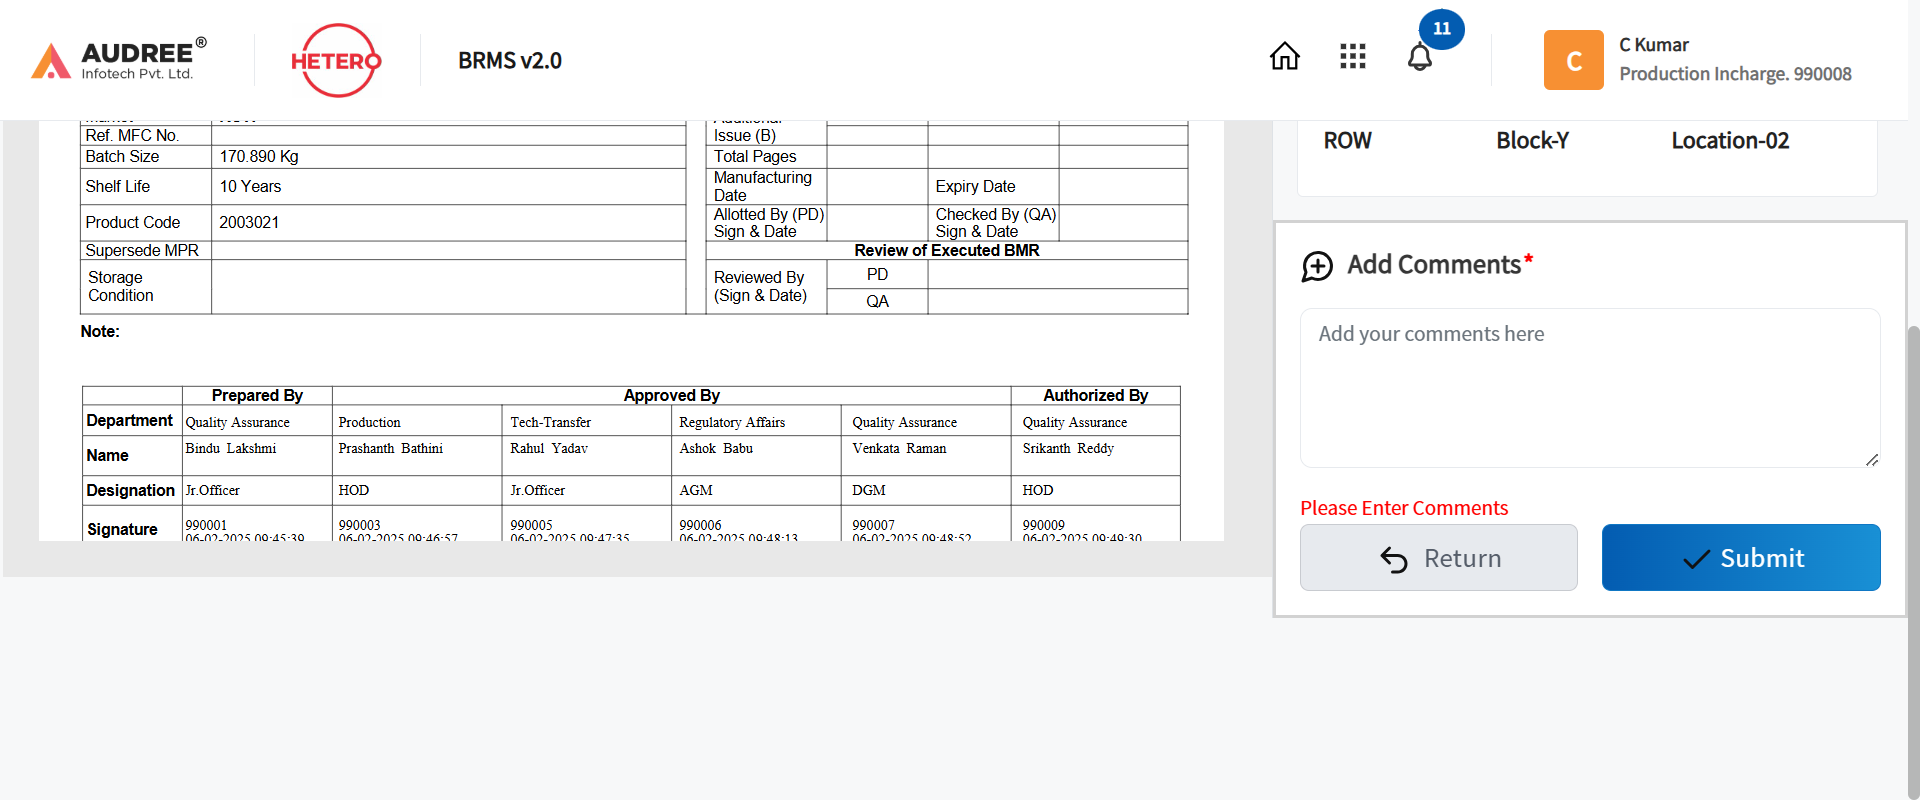 AUDREE®
Infotech Pvt. Ltd.
HETERO
BRMS v2.0
11
C
C Kumar
Production Incharge. 990008
Ref. MFC No.
Batch Size 170.890 Kg
Shelf Life 10 Years
Product Code 2003021
Supersede MPR
Storage
Condition
Additional
Issue (B)
Total Pages
Manufacturing
Date
Expiry Date
Allotted By (PD)
Sign & Date
Checked By (QA)
Sign & Date
Review of Executed BMR
Reviewed By
(Sign & Date)
PD
QA
Note:
Prepared By Approved By Authorized By
Department Quality Assurance Production Tech-Transfer Regulatory Affairs Quality Assurance Quality Assurance
Name Bindu Lakshmi Prashanth Bathini Rahul Yadav Ashok Babu Venkata Raman Srikanth Reddy
Designation Jr.Officer HOD Jr.Officer AGM DGM HOD
Signature 990001 990003 990005 990006 990007 990009
06-02-2025 09:45:39 06-02-2025 09:46:57 06-02-2025 09:47:35 06-02-2025 09:48:13 06-02-2025 09:48:52 06-02-2025 09:49:30
ROW Block-Y Location-02
Add Comments*
Add your comments here
Please Enter Comments
Return
Submit